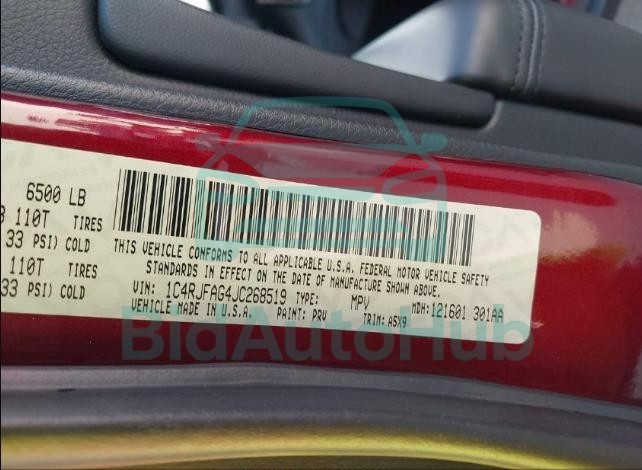 6500 LB
110T TIRES
33 PSI) COLD
110T TIRES
33 PSI) COLD
THIS VEHICLE CONFORMS TO ALL APPLICABLE U.S.A. FEDERAL MOTOR VEHICLE SAFETY
STANDARDS IN EFFECT ON THE DATE OF MANUFACTURE SHOWN ABOVE.
VIN: 1C4RJFAG4JC268519 TYPE: MPV MDH: 121601 301AA
VEHICLE MADE IN U.S.A. PAINT: PRV TRIM: A5X9
BidAutoHub